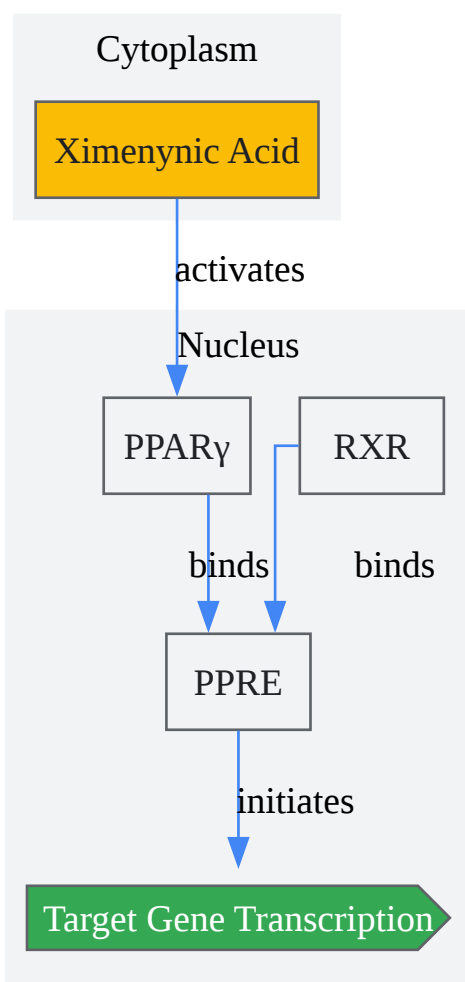 Cytoplasm
Ximenynic Acid
activates
Nucleus
PPARγ
RXR
binds
binds
PPRE
initiates
Target Gene Transcription